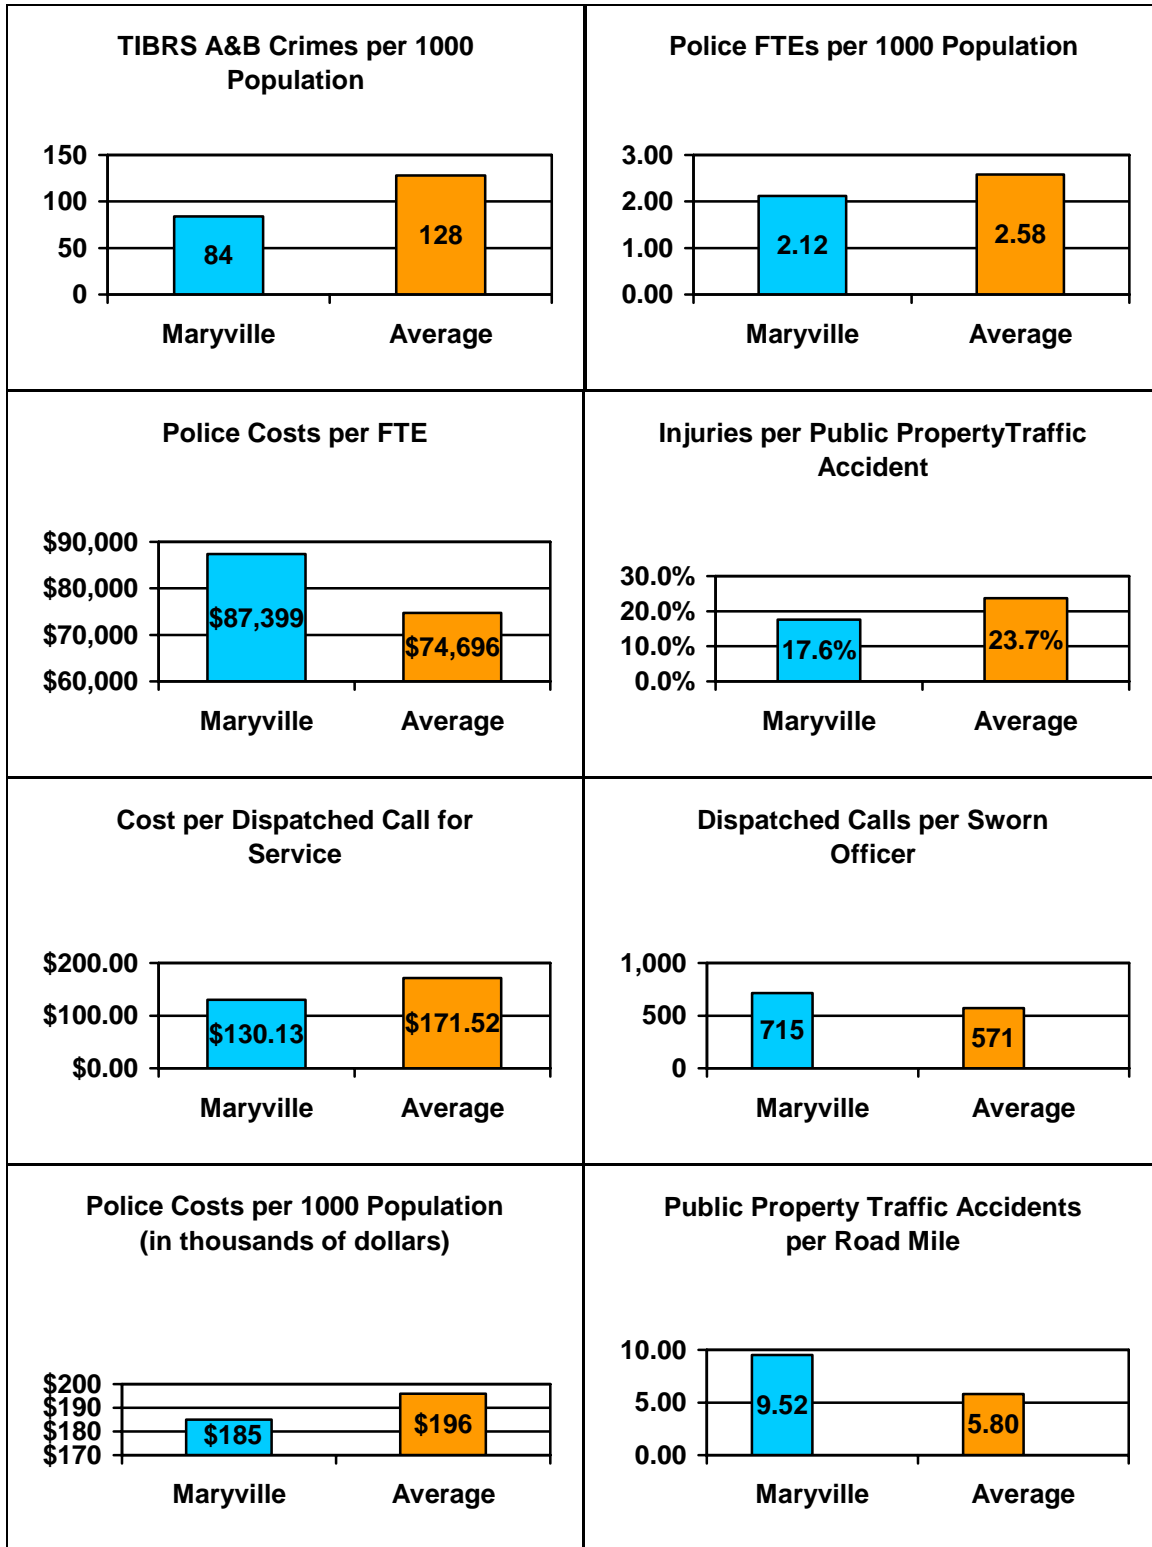 TIBRS A&B Crimes per 1000
Population
150
100
50
0
84
128
Maryville
Average
Police FTEs per 1000 Population
3.00
2.00
1.00
0.00
2.12
2.58
Maryville
Average
Police Costs per FTE
$90,000
$80,000
$70,000
$60,000
$87,399
$74,696
Maryville
Average
Injuries per Public PropertyTraffic
Accident
30.0%
20.0%
10.0%
0.0%
17.6%
23.7%
Maryville
Average
Cost per Dispatched Call for
Service
$200.00
$100.00
$0.00
$130.13
$171.52
Maryville
Average
Dispatched Calls per Sworn
Officer
1,000
500
0
715
571
Maryville
Average
Police Costs per 1000 Population
(in thousands of dollars)
$200
$190
$180
$170
$185
$196
Maryville
Average
Public Property Traffic Accidents
per Road Mile
10.00
5.00
0.00
9.52
5.80
Maryville
Average